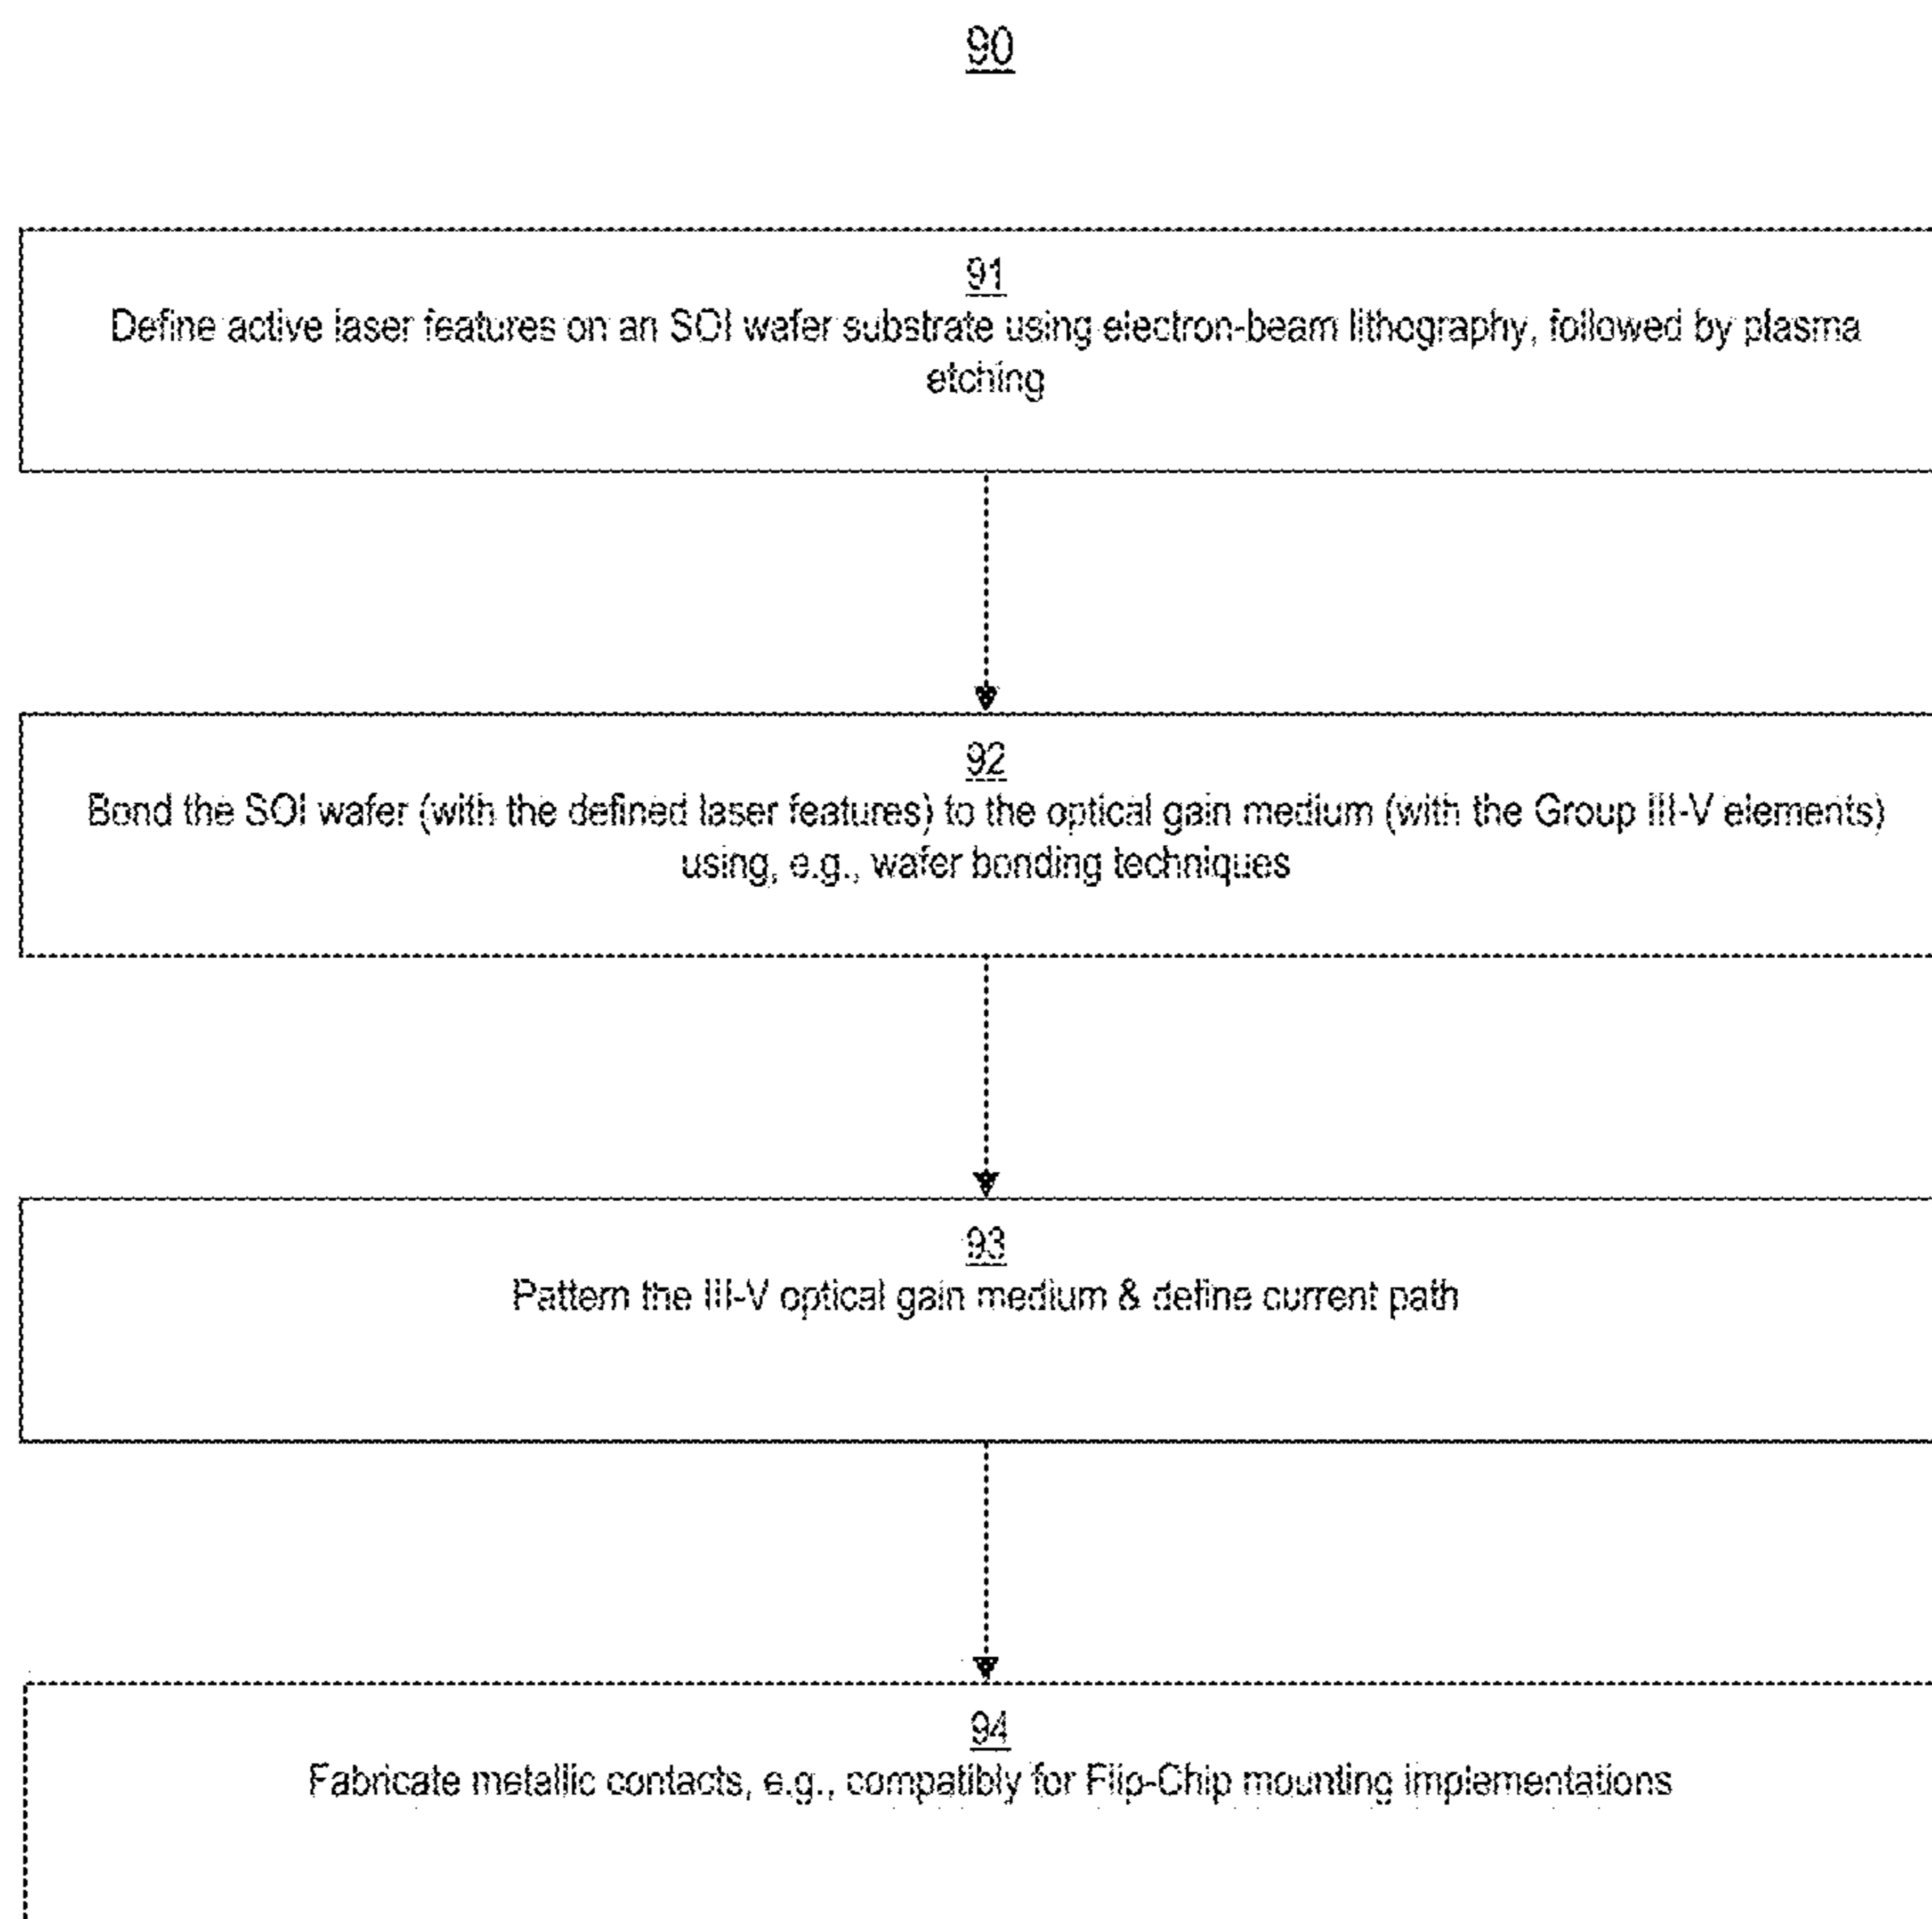 90
91
Define active laser features on an SOI wafer substrate using electron-beam lithography, followed by plasma
etching
92
Bond the SOI wafer (with the defined laser features) to the optical gain medium (with the Group III-V elements)
using, e.g., wafer bonding techniques
93
Pattern the III-V optical gain medium & define current path
94
Fabricate metallic contacts, e.g., compatibly for Flip-Chip mounting implementations